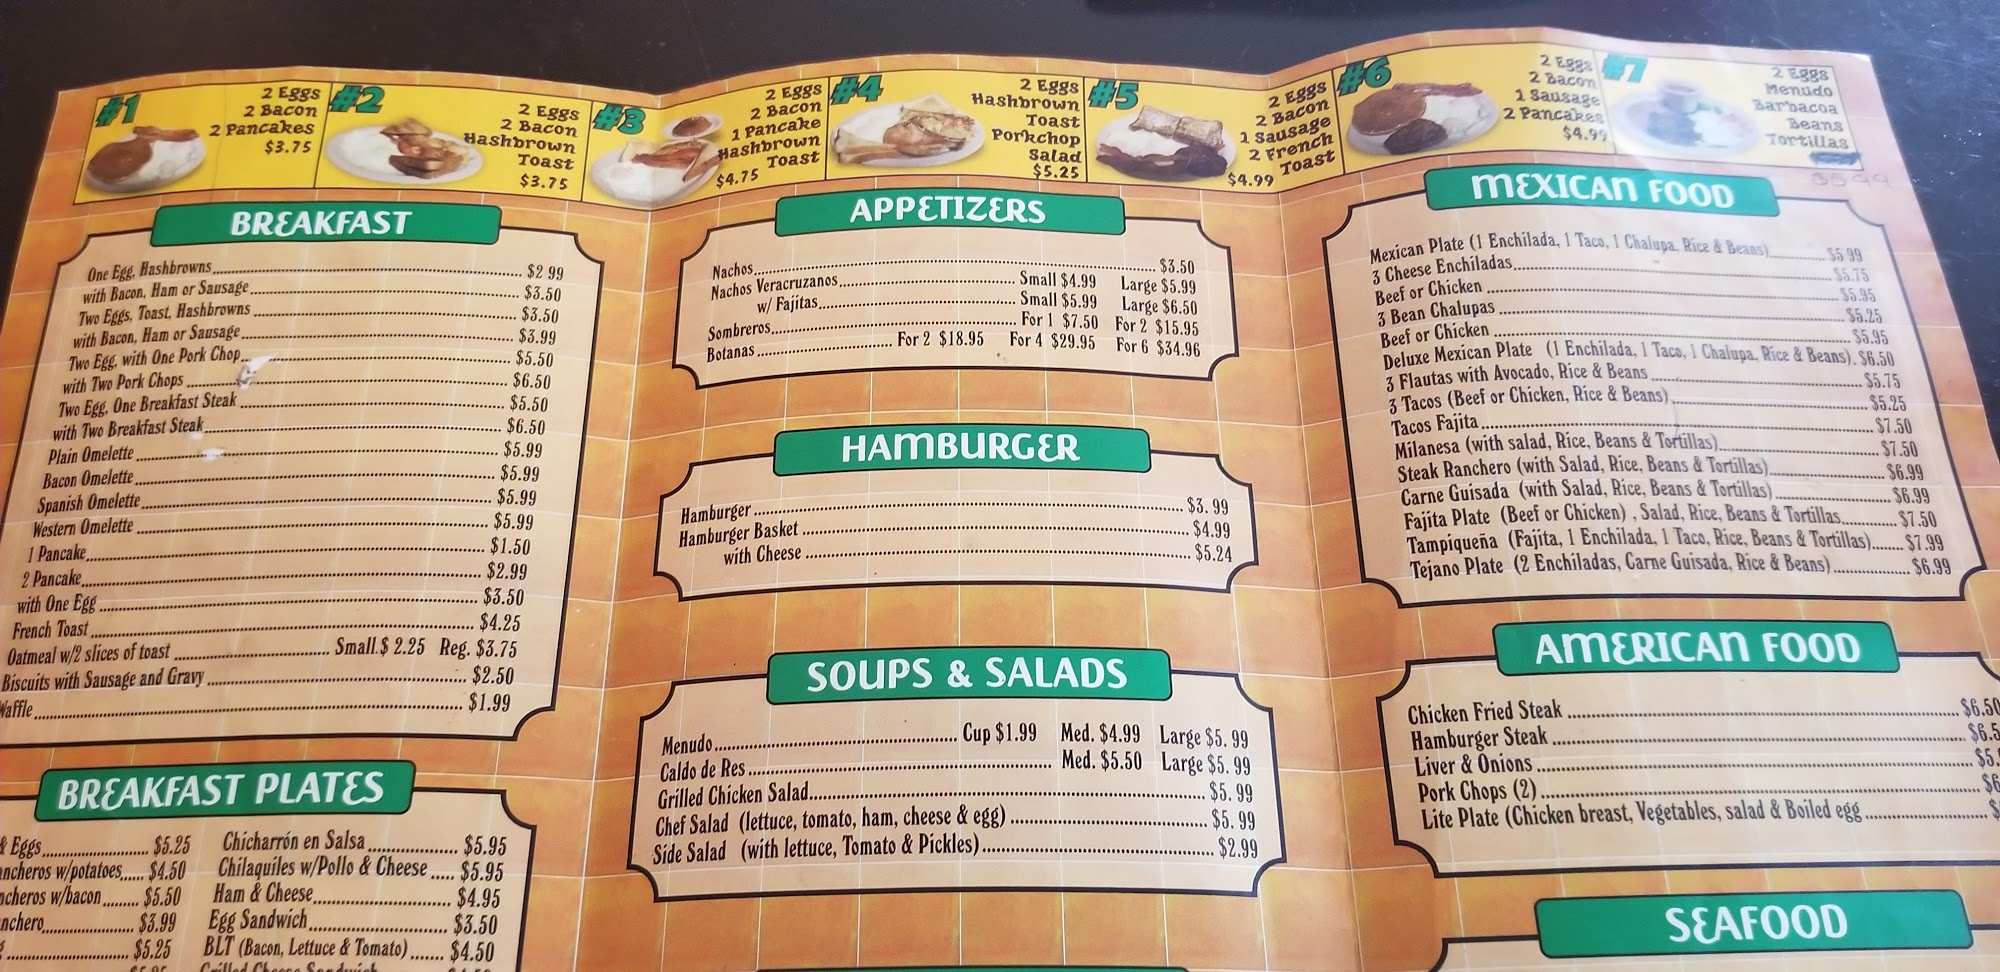 #1
2 Eggs
2 Bacon
2 Pancakes
$3.75
#2
2 Eggs
2 Bacon
Hashbrown
Toast
$3.75
#3
2 Eggs
2 Bacon
1 Pancake
Hashbrown
Toast
$4.75
#4
2 Eggs
Hashbrown
Toast
Porkchop
Salad
$5.25
#5
2 Eggs
2 Bacon
1 Sausage
2 French
Toast
$4.99
#6
2 Eggs
2 Bacon
1 Sausage
2 Pancakes
$4.99
#7
2 Eggs
Menudo
Barbacoa
Beans
Tortillas
BREAKFAST
One Egg, Hashbrowns $2 99
with Bacon, Ham or Sausage $3.50
Two Eggs, Toast, Hashbrowns $3.50
with Bacon, Ham or Sausage $3.99
Two Egg, with One Pork Chop $5.50
with Two Pork Chops $6.50
Two Egg, One Breakfast Steak $5.50
with Two Breakfast Steak $6.50
Plain Omelette $5.99
Bacon Omelette $5.99
Spanish Omelette $5.99
Western Omelette $5.99
1 Pancake $1.50
2 Pancake $2.99
with One Egg $3.50
French Toast $4.25
Oatmeal w/2 slices of toast Small.$ 2.25 Reg. $3.75
Biscuits with Sausage and Gravy $2.50
Waffle $1.99
BREAKFAST PLATES
& Eggs $5.25
w/potatoes $4.50
w/bacon $5.50
$3.99
$5.25
Chicharrón en Salsa $5.95
Chilaquiles w/Pollo & Cheese $5.95
Ham & Cheese $4.95
Egg Sandwich $3.50
BLT (Bacon, Lettuce & Tomato) $4.50
Grilled Cheese Sandwich
APPETIZERS
Nachos $3.50
Nachos Veracruzanos Small $4.99 Large $5.99
w/ Fajitas Small $5.99 Large $6.50
Sombreros For 1 $7.50 For 2 $15.95
Botanas For 2 $18.95 For 4 $29.95 For 6 $34.96
HAMBURGER
Hamburger $3. 99
Hamburger Basket $4.99
with Cheese $5.24
SOUPS & SALADS
Menudo Cup $1.99 Med. $4.99 Large $5. 99
Caldo de Res Med. $5.50 Large $5. 99
Grilled Chicken Salad $5. 99
Chef Salad (lettuce, tomato, ham, cheese & egg) $5. 99
Side Salad (with lettuce, Tomato & Pickles) $2.99
MEXICAN FOOD
Mexican Plate (1 Enchilada, 1 Taco, 1 Chalupa, Rice & Beans) $5 99
3 Cheese Enchiladas $5.75
Beef or Chicken $5.95
3 Bean Chalupas $5.25
Beef or Chicken $5.95
Deluxe Mexican Plate (1 Enchilada, 1 Taco, 1 Chalupa, Rice & Beans). $6.50
3 Flautas with Avocado, Rice & Beans $5.75
3 Tacos (Beef or Chicken, Rice & Beans) $5.25
Tacos Fajita $7.50
Milanesa (with salad, Rice, Beans & Tortillas) $7.50
Steak Ranchero (with Salad, Rice, Beans & Tortillas) $6.99
Carne Guisada (with Salad, Rice, Beans & Tortillas) $6.99
Fajita Plate (Beef or Chicken) , Salad, Rice, Beans & Tortillas $7.50
Tampiqueña (Fajita, 1 Enchilada, 1 Taco, Rice, Beans & Tortillas) $7.99
Tejano Plate (2 Enchiladas, Carne Guisada, Rice & Beans) $6.99
AMERICAN FOOD
Chicken Fried Steak $6.50
Hamburger Steak
Liver & Onions
Pork Chops (2)
Lite Plate (Chicken breast, Vegetables, salad & Boiled egg
SEAFOOD